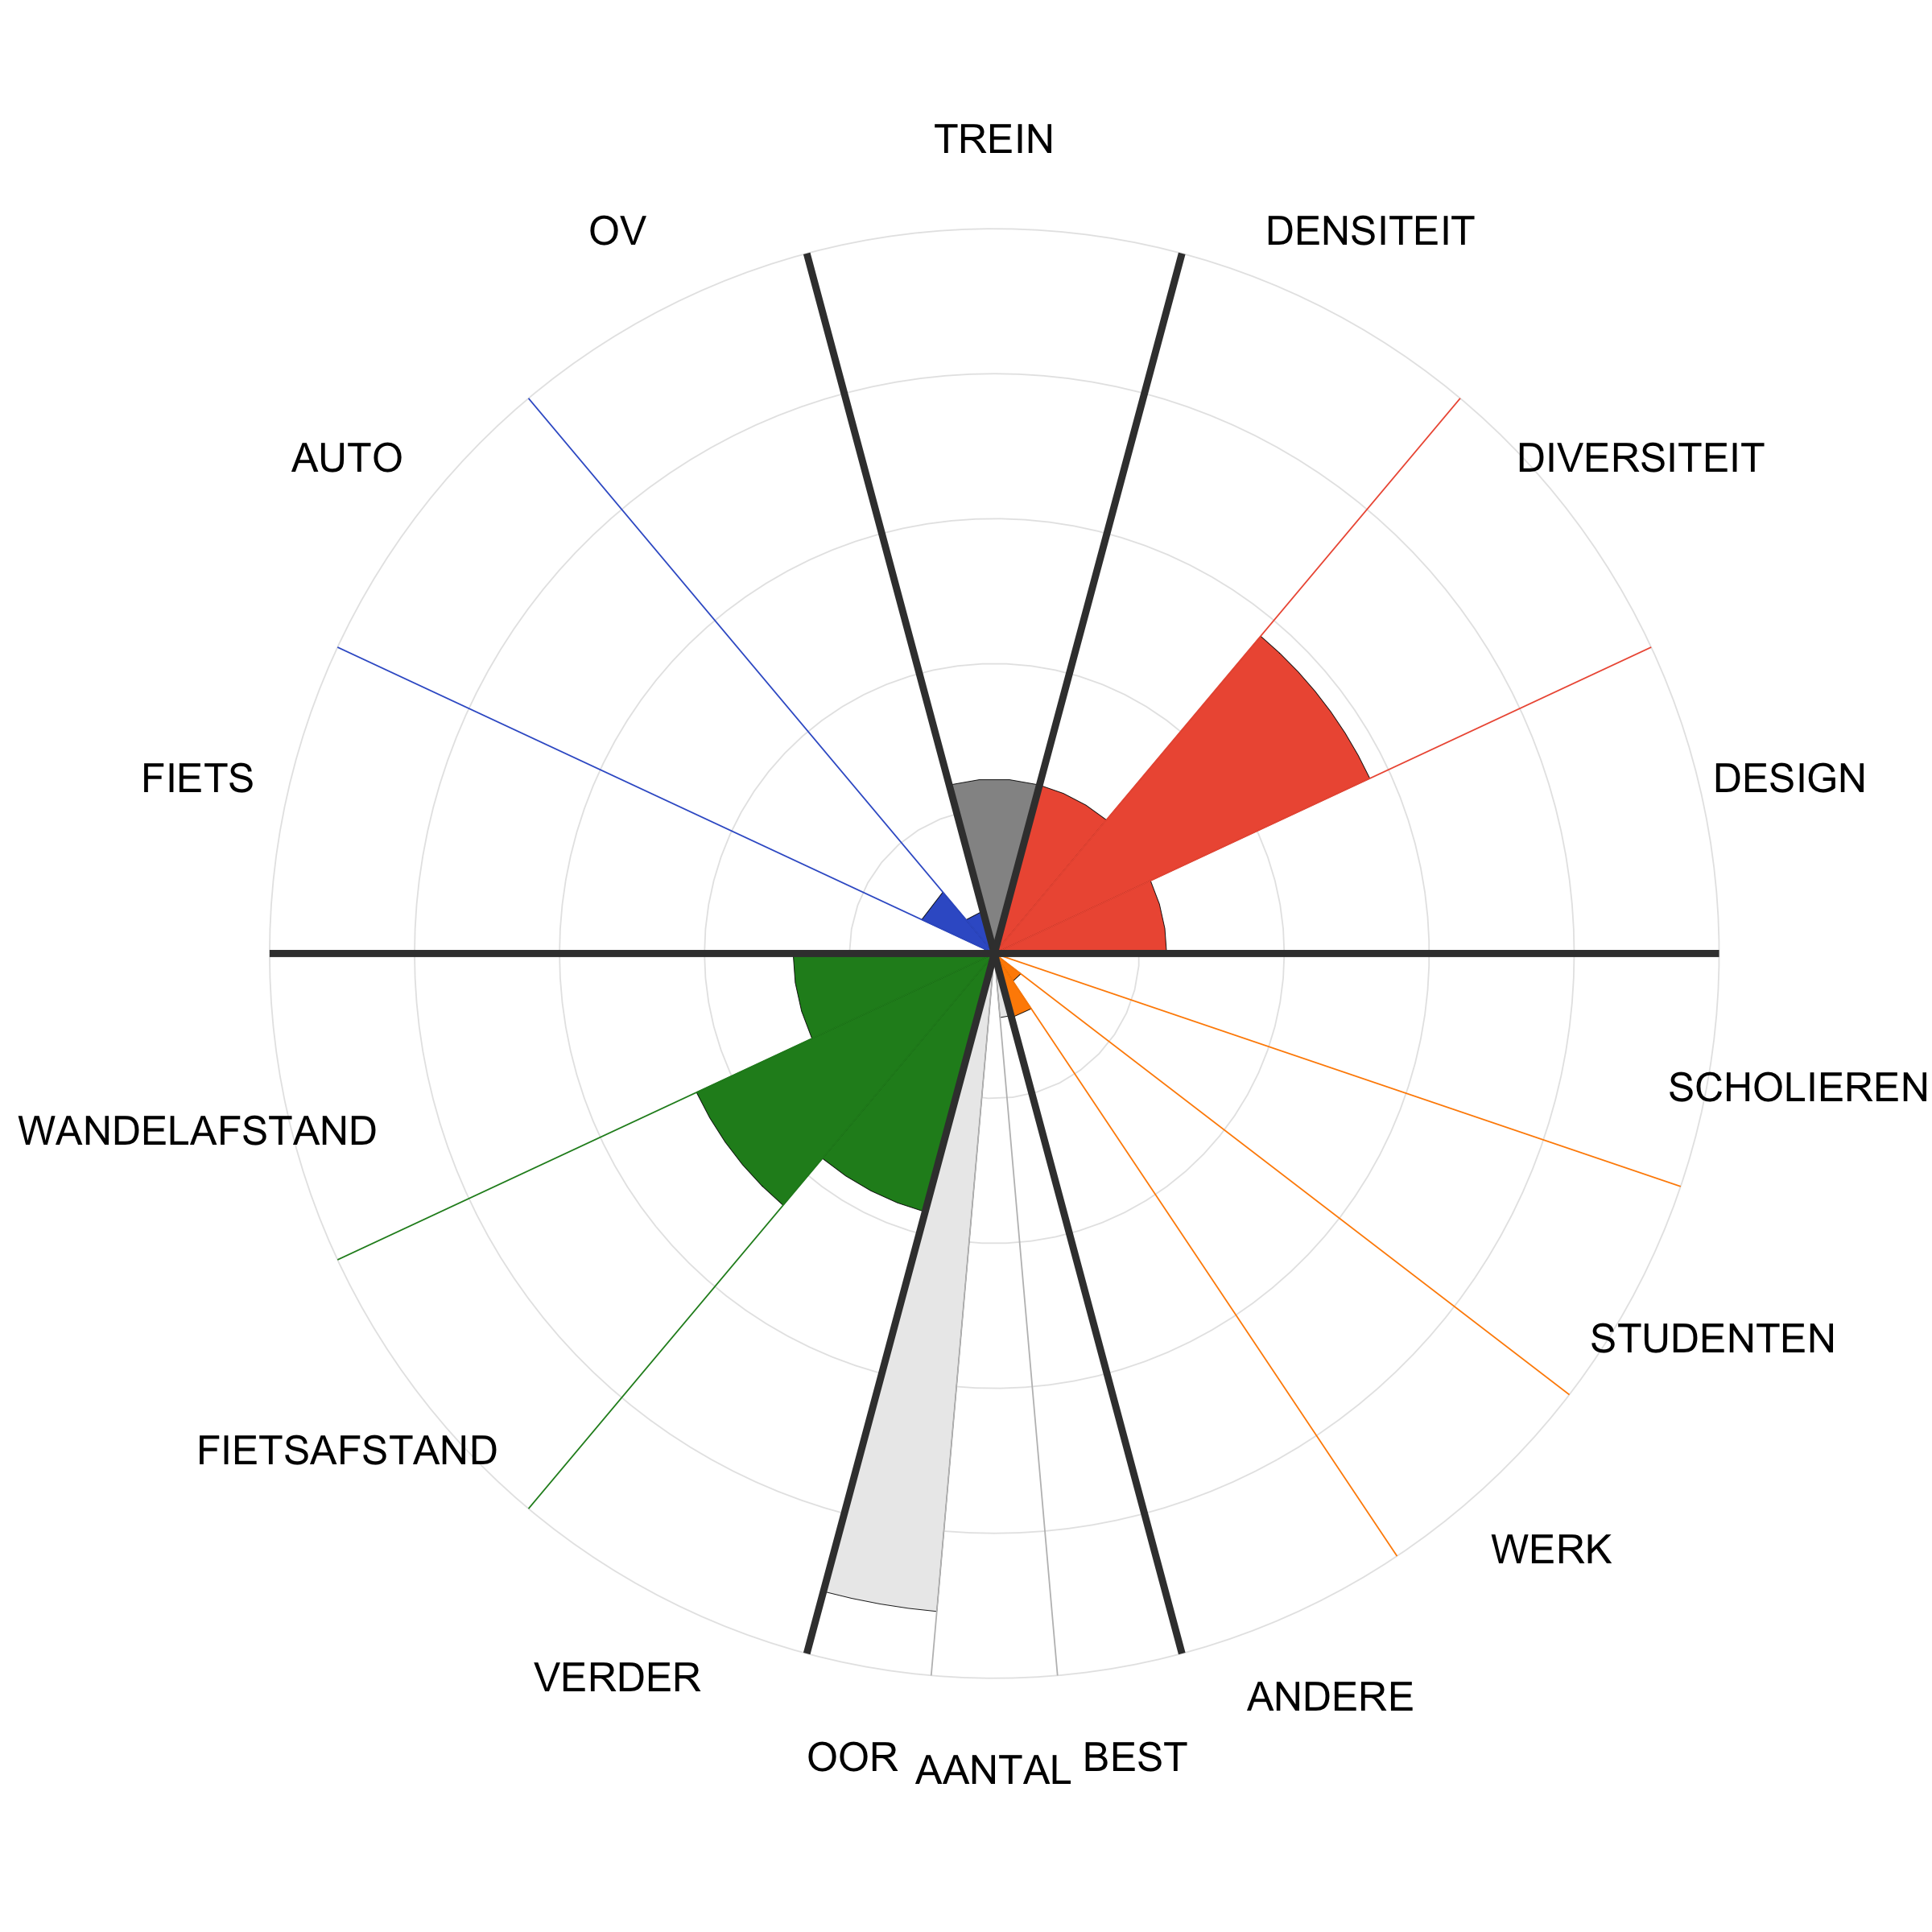 TREIN
OV
DENSITEIT
AUTO
DIVERSITEIT
FIETS
DESIGN
SCHOLIEREN
WANDELAFSTAND
STUDENTEN
FIETSAFSTAND
WERK
VERDER
ANDERE
OOR
AANTAL
BEST